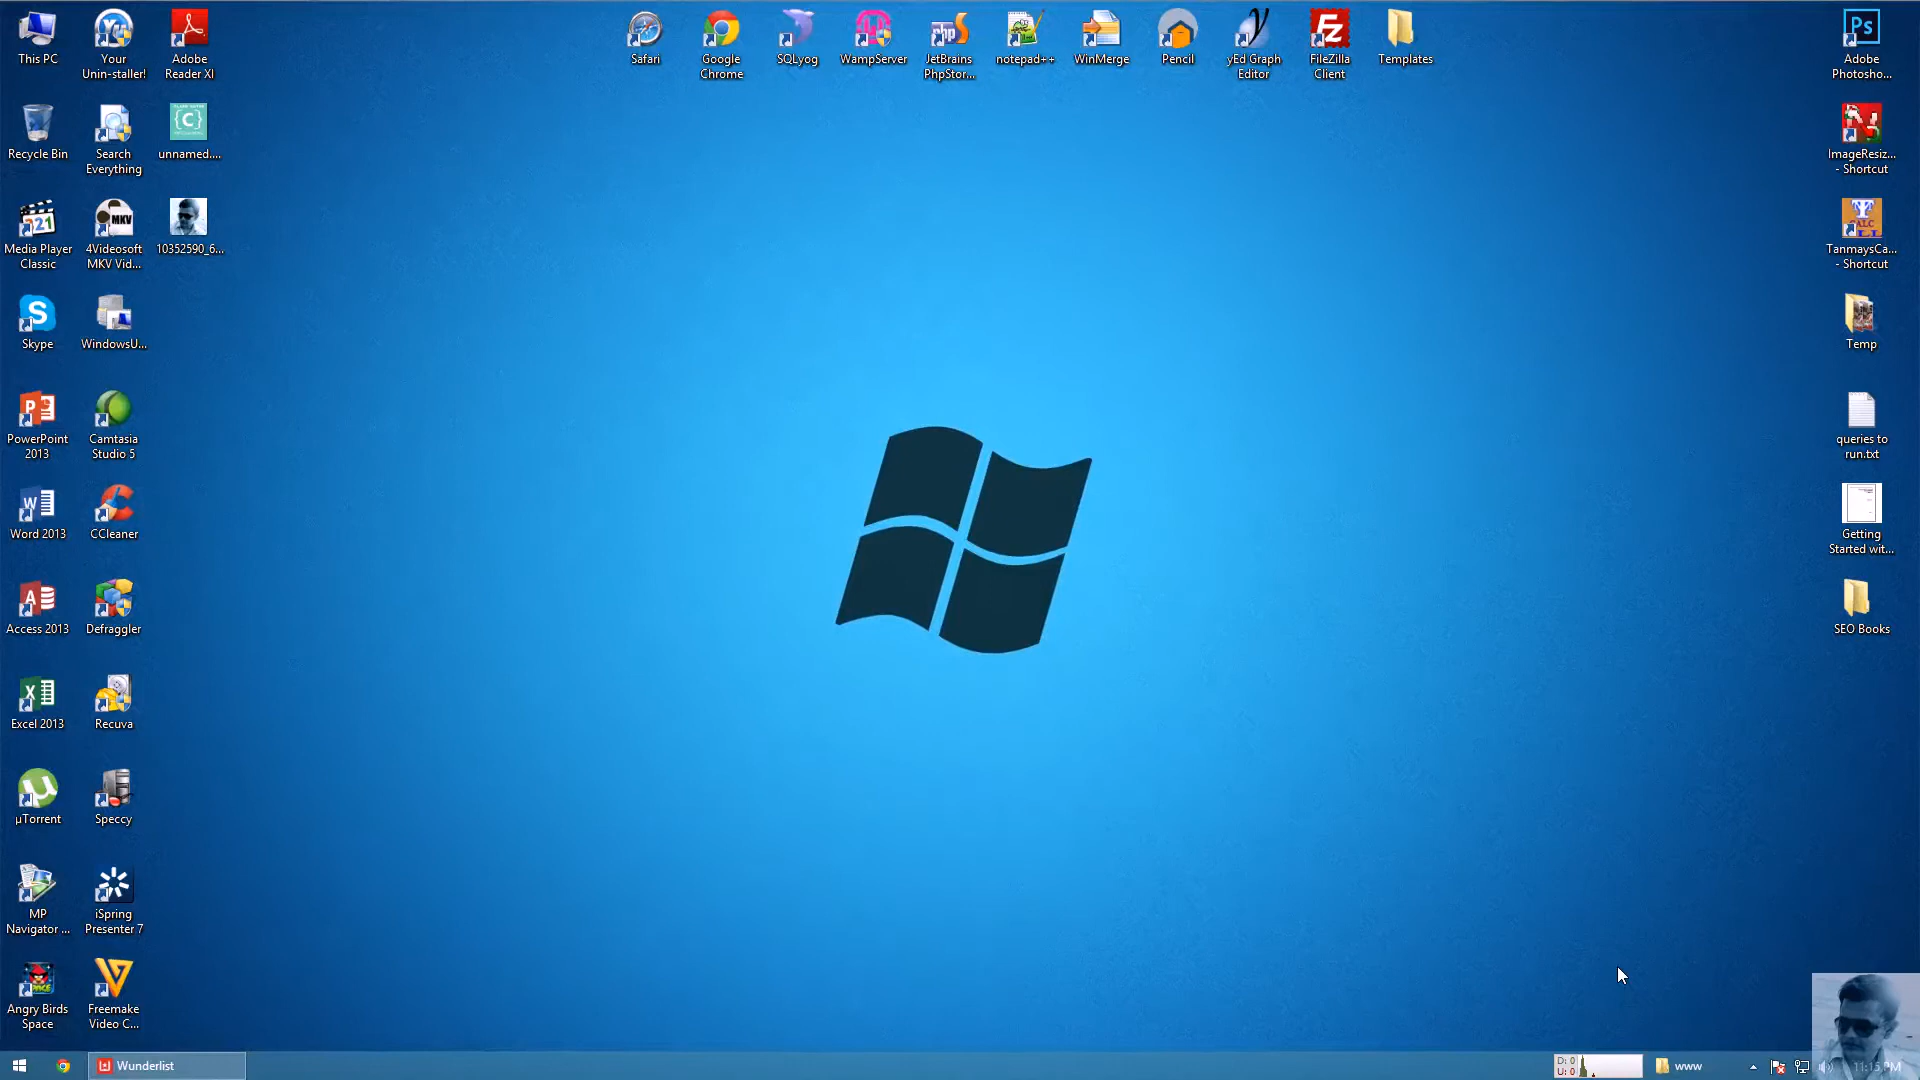 This PC
Your
Unin-staller!
Adobe
Reader XI
Safari
Google
Chrome
SQLyog
WampServer
JetBrains
PhpStor...
notepad++
WinMerge
Pencil
yEd Graph
Editor
FileZilla
Client
Templates
Adobe
Photosho...
Recycle Bin
Search
Everything
unnamed....
ImageResiz...
- Shortcut
Media Player
Classic
4Videosoft
MKV Vid...
10352590_6...
TanmaysCa...
- Shortcut
Skype
WindowsU...
Temp
PowerPoint
2013
Camtasia
Studio 5
queries to
run.txt
Word 2013
CCleaner
Getting
Started wit...
Access 2013
Defraggler
SEO Books
Excel 2013
Recuva
µTorrent
Speccy
MP
Navigator ...
iSpring
Presenter 7
Angry Birds
Space
Freemake
Video C...
Wunderlist
D: 0
U: 0
www
11:15 PM